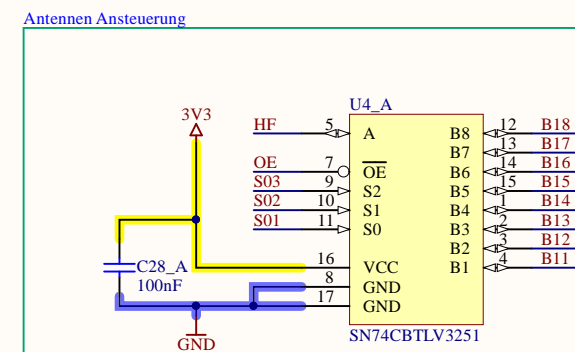 Antennen Ansteuerung
3V3
U4_A
HF 5 A B8 12 B18
B7 13 B17
OE 7 OE B6 14 B16
S03 9 S2 B5 15 B15
S02 10 S1 B4 1 B14
S01 11 S0 B3 2 B13
B2 3 B12
16 VCC B1 4 B11
C28_A
100nF
8 GND
17 GND
SN74CBTLV3251
GND